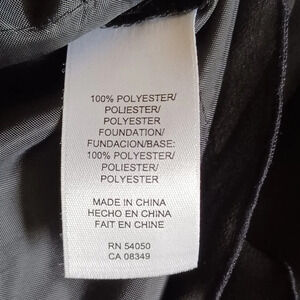 100% POLYESTER/
POLIESTER/
POLYESTER
FOUNDATION/
FUNDACION/BASE:
100% POLYESTER/
POLIESTER/
POLYESTER
MADE IN CHINA
HECHO EN CHINA
FAIT EN CHINE
RN 54050
CA 08349